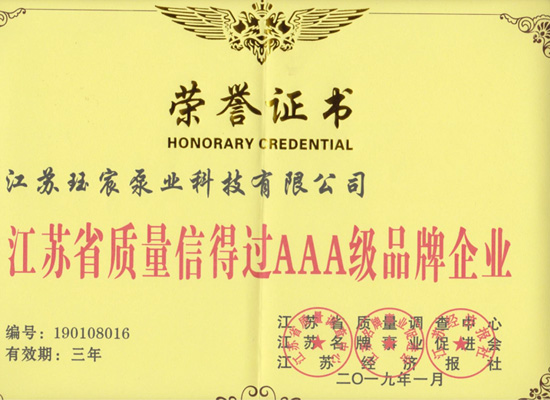 荣誉证书
HONORARY CREDENTIAL
江苏珏宸泵业科技有限公司
江苏省质量信得过AAA级品牌企业
江苏省质量调查中心
江苏名牌事业促进会
江苏经济报社
编号:190108016
有效期:三年
二〇一九年一月